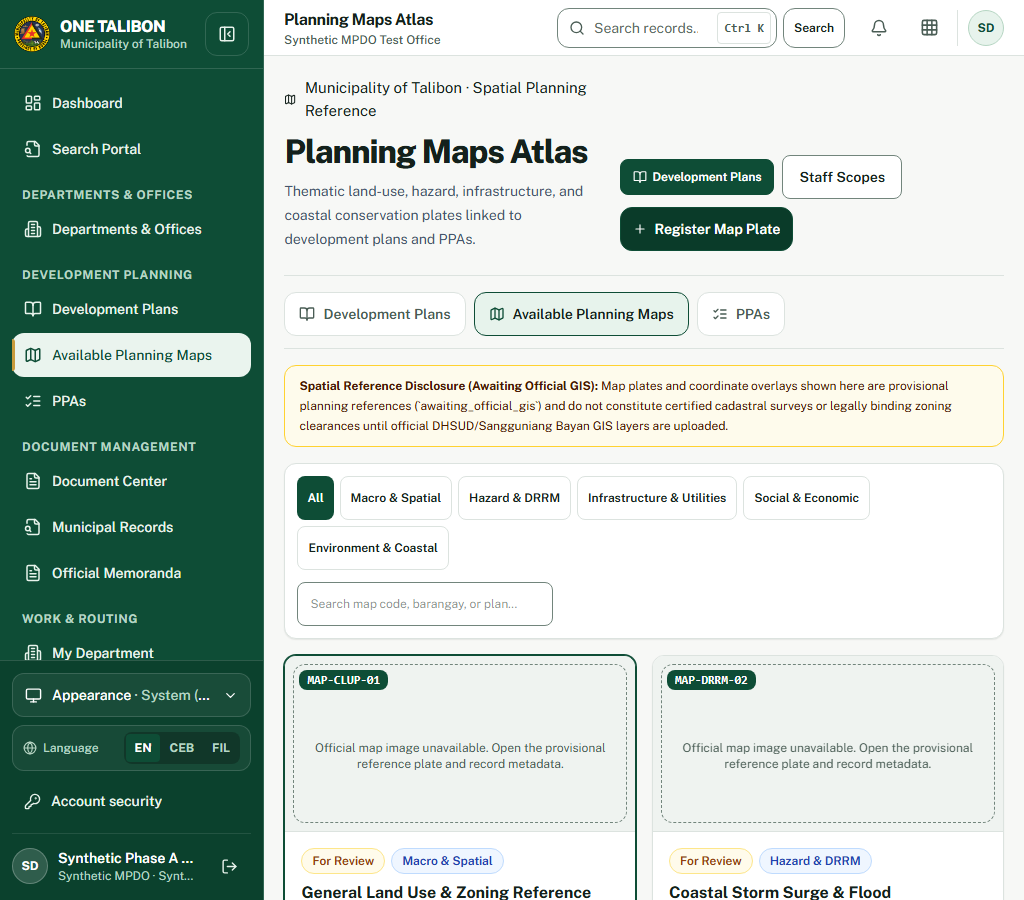 ONE TALIBON
Municipality of Talibon
Dashboard
Search Portal
DEPARTMENTS & OFFICES
Departments & Offices
DEVELOPMENT PLANNING
Development Plans
Available Planning Maps
PPAs
DOCUMENT MANAGEMENT
Document Center
Municipal Records
Official Memoranda
WORK & ROUTING
My Department
Appearance · System (...
Language
EN CEB FIL
Account security
SD
Synthetic Phase A ...
Synthetic MPDO · Synt...
Planning Maps Atlas
Synthetic MPDO Test Office
Search records..
Ctrl K
Search
SD
Municipality of Talibon · Spatial Planning
Reference
Planning Maps Atlas
Thematic land-use, hazard, infrastructure, and
coastal conservation plates linked to
development plans and PPAs.
Development Plans
Staff Scopes
+ Register Map Plate
Development Plans
Available Planning Maps
PPAs
Spatial Reference Disclosure (Awaiting Official GIS): Map plates and coordinate overlays shown here are provisional
planning references (`awaiting_official_gis`) and do not constitute certified cadastral surveys or legally binding zoning
clearances until official DHSUD/Sangguniang Bayan GIS layers are uploaded.
All
Macro & Spatial
Hazard & DRRM
Infrastructure & Utilities
Social & Economic
Environment & Coastal
Search map code, barangay, or plan...
MAP-CLUP-01
Official map image unavailable. Open the provisional
reference plate and record metadata.
For Review
Macro & Spatial
General Land Use & Zoning Reference
MAP-DRRM-02
Official map image unavailable. Open the provisional
reference plate and record metadata.
For Review
Hazard & DRRM
Coastal Storm Surge & Flood